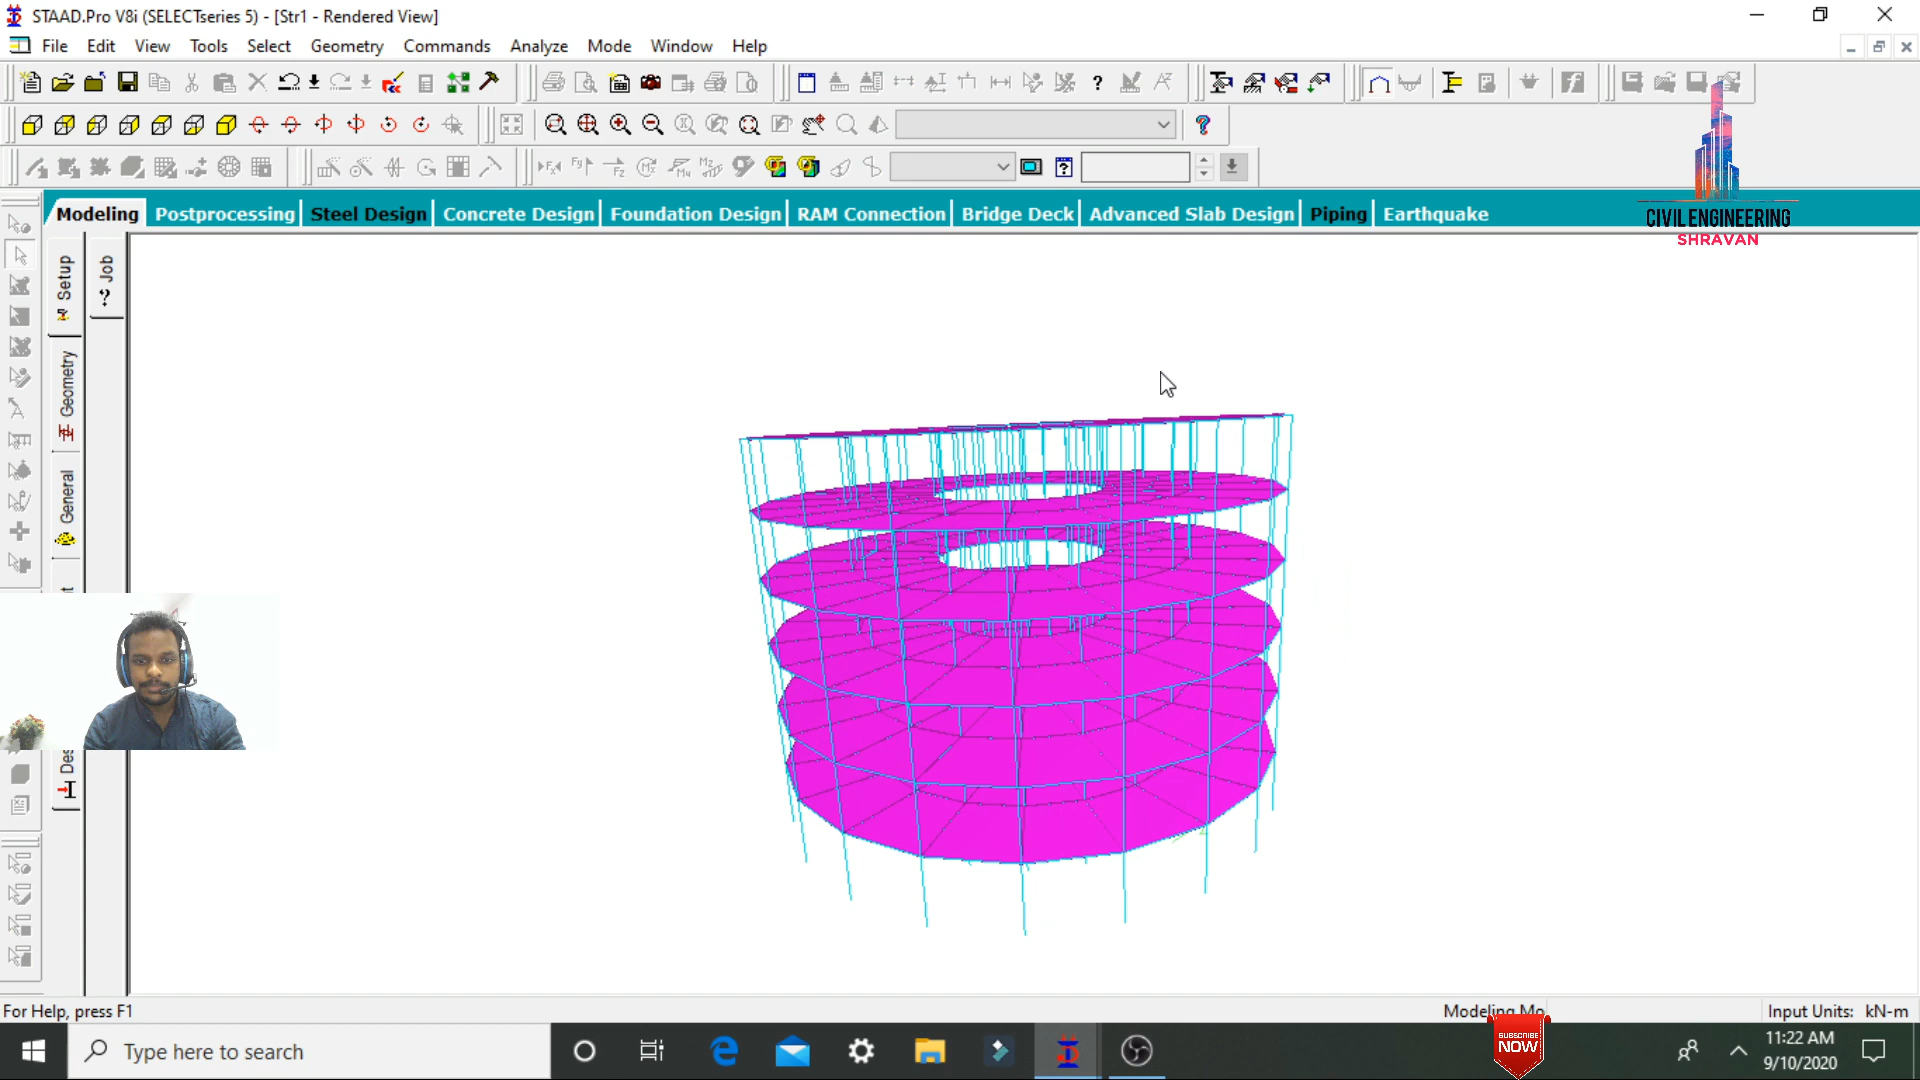 STAAD.Pro V8i (SELECTseries 5) - [Str1 - Rendered View]
File Edit View Tools Select Geometry Commands Analyze Mode Window Help
Modeling Postprocessing Steel Design Concrete Design Foundation Design RAM Connection Bridge Deck Advanced Slab Design Piping Earthquake
CIVIL ENGINEERING
SHRAVAN
Setup
Job
Geometry
General
t
Des
For Help, press F1
Modeling Mo
Input Units: kN-m
Type here to search
SUBSCRIBE
NOW
11:22 AM
9/10/2020